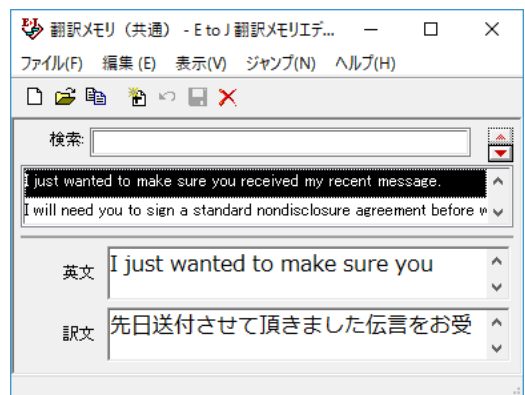 翻訳メモリ（共通） - E to J 翻訳メモリエデ...
ファイル(F) 編集(E) 表示(V) ジャンプ(N) ヘルプ(H)
検索:
I just wanted to make sure you received my recent message.
I will need you to sign a standard nondisclosure agreement before w
英文 I just wanted to make sure you
訳文 先日送付させて頂きました伝言をお受